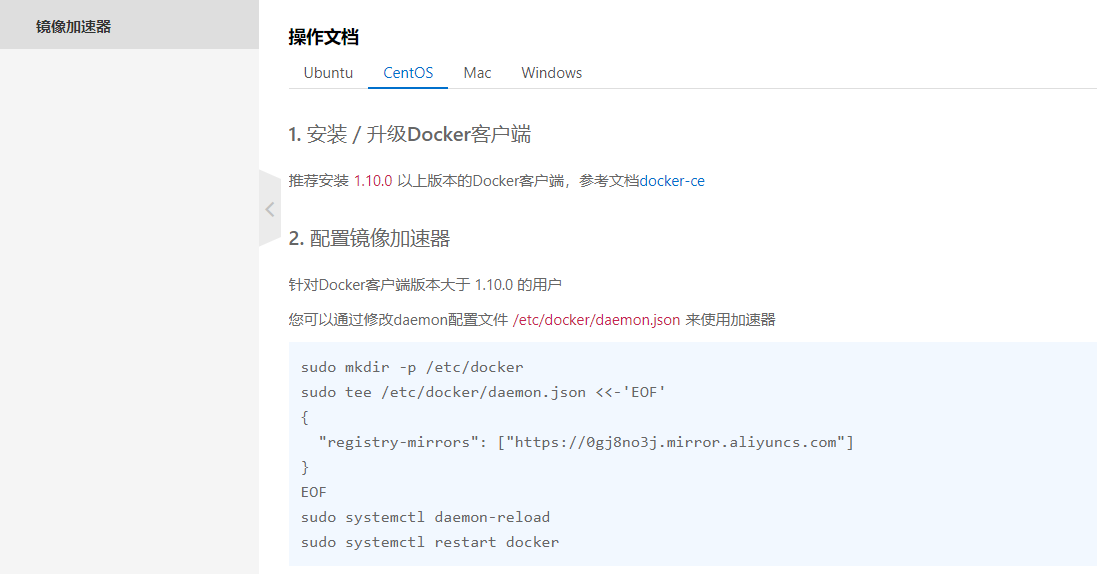 镜像加速器
操作文档
Ubuntu CentOS Mac Windows
1. 安装 / 升级Docker客户端
推荐安装 1.10.0 以上版本的Docker客户端，参考文档docker-ce
2. 配置镜像加速器
针对Docker客户端版本大于 1.10.0 的用户
您可以通过修改daemon配置文件 /etc/docker/daemon.json 来使用加速器
sudo mkdir -p /etc/docker
sudo tee /etc/docker/daemon.json <<-'EOF'
{
  "registry-mirrors": ["https://0gj8no3j.mirror.aliyuncs.com"]
}
EOF
sudo systemctl daemon-reload
sudo systemctl restart docker